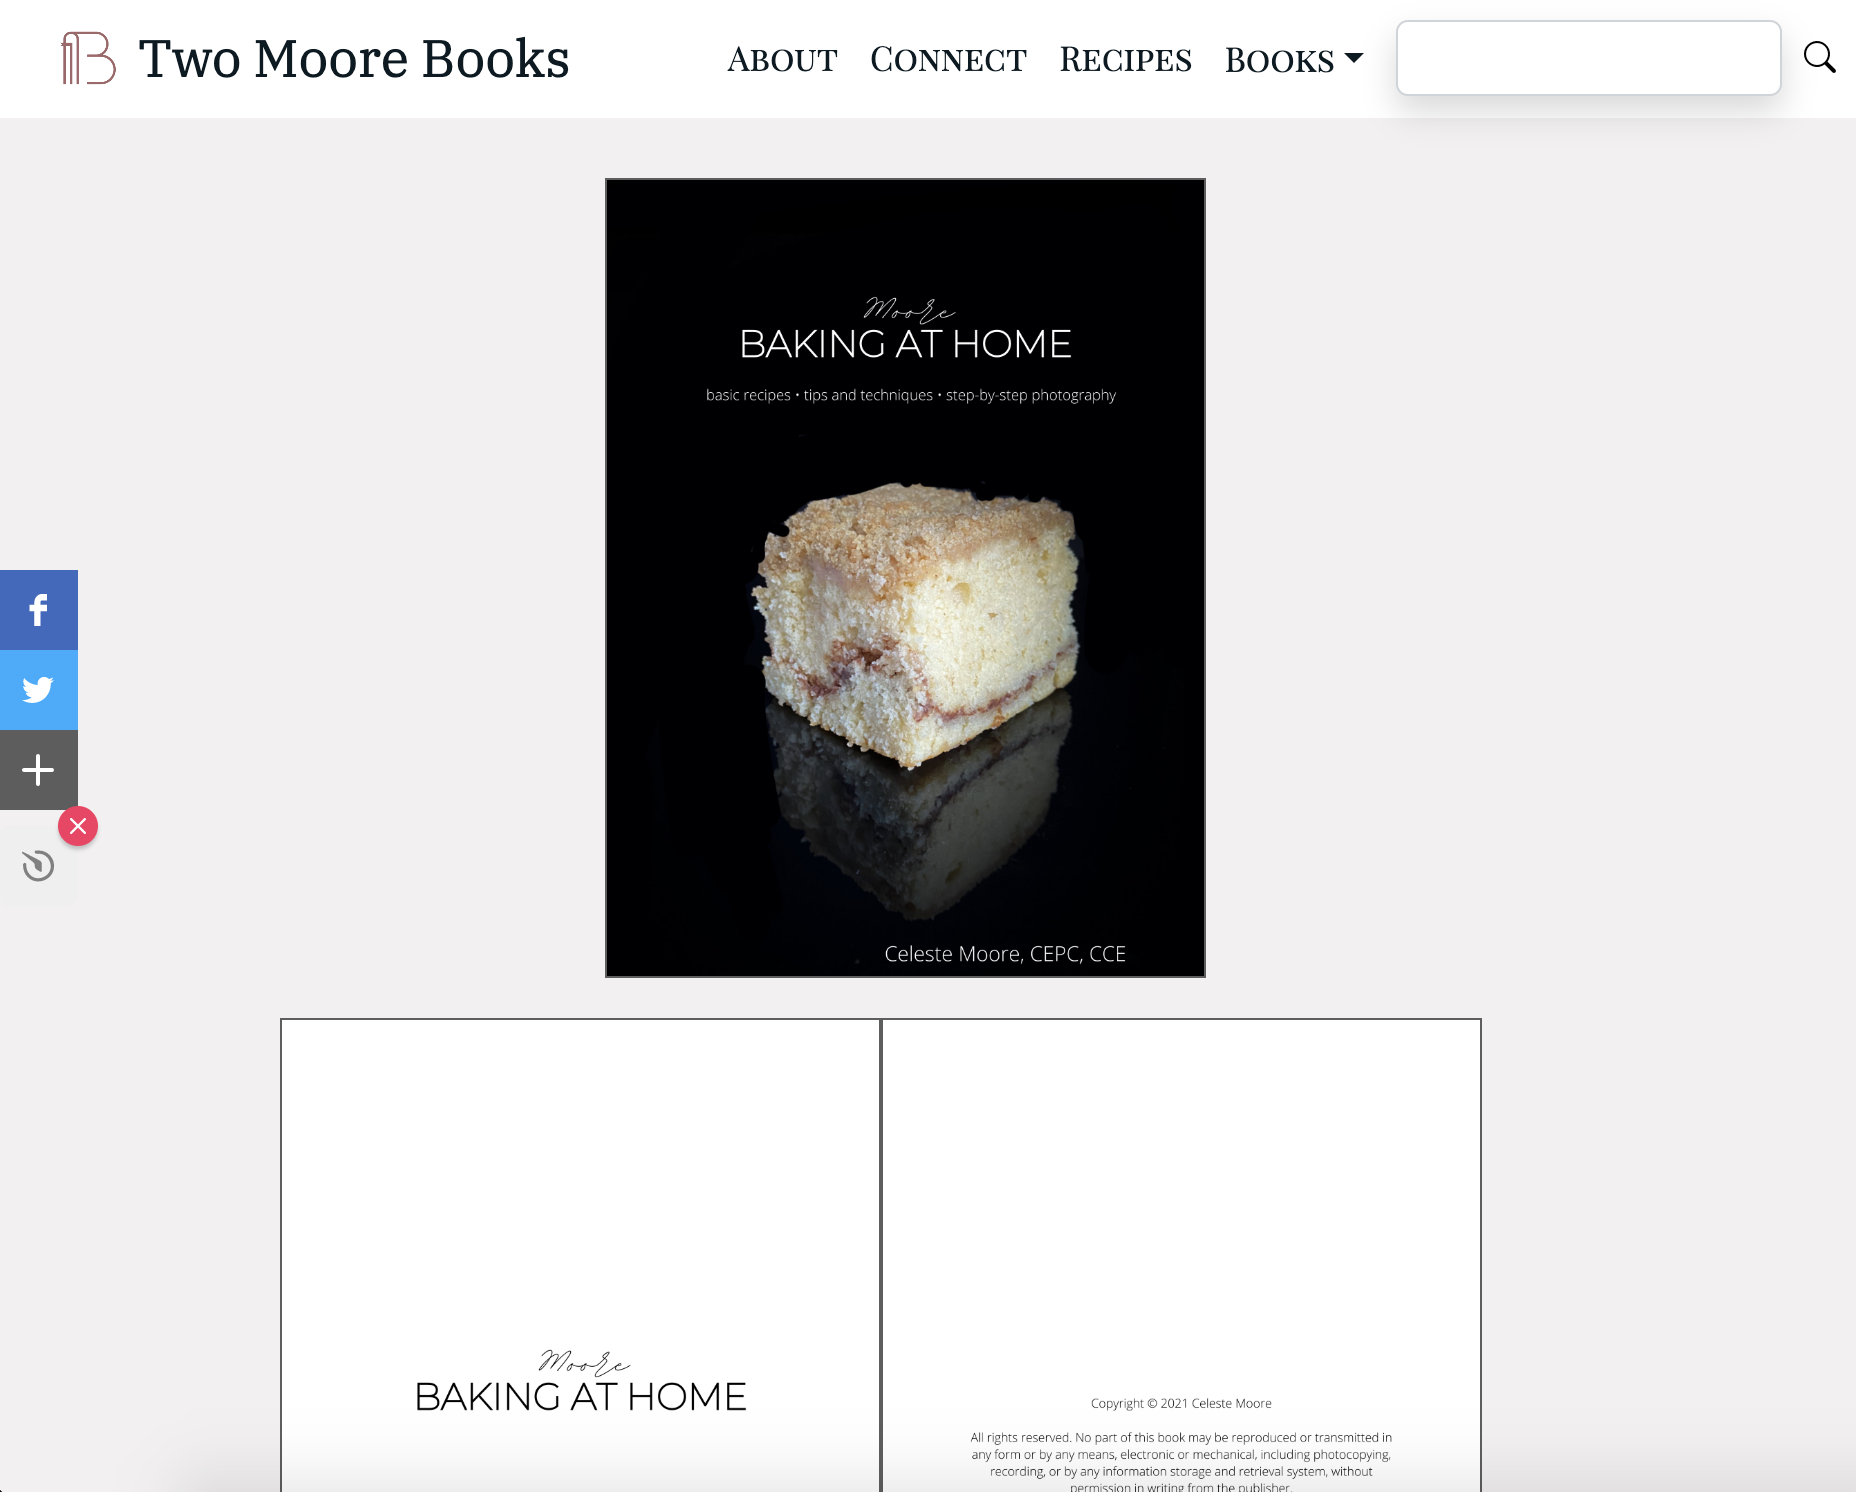 Two Moore Books
About Connect Recipes Books
Moore
BAKING AT HOME
basic recipes • tips and techniques • step-by-step photography
Celeste Moore, CEPC, CCE
Moore
BAKING AT HOME
Copyright © 2021 Celeste Moore
All rights reserved. No part of this book may be reproduced or transmitted in
any form or by any means, electronic or mechanical, including photocopying,
recording, or by any information storage and retrieval system, without
permission in writing from the publisher.